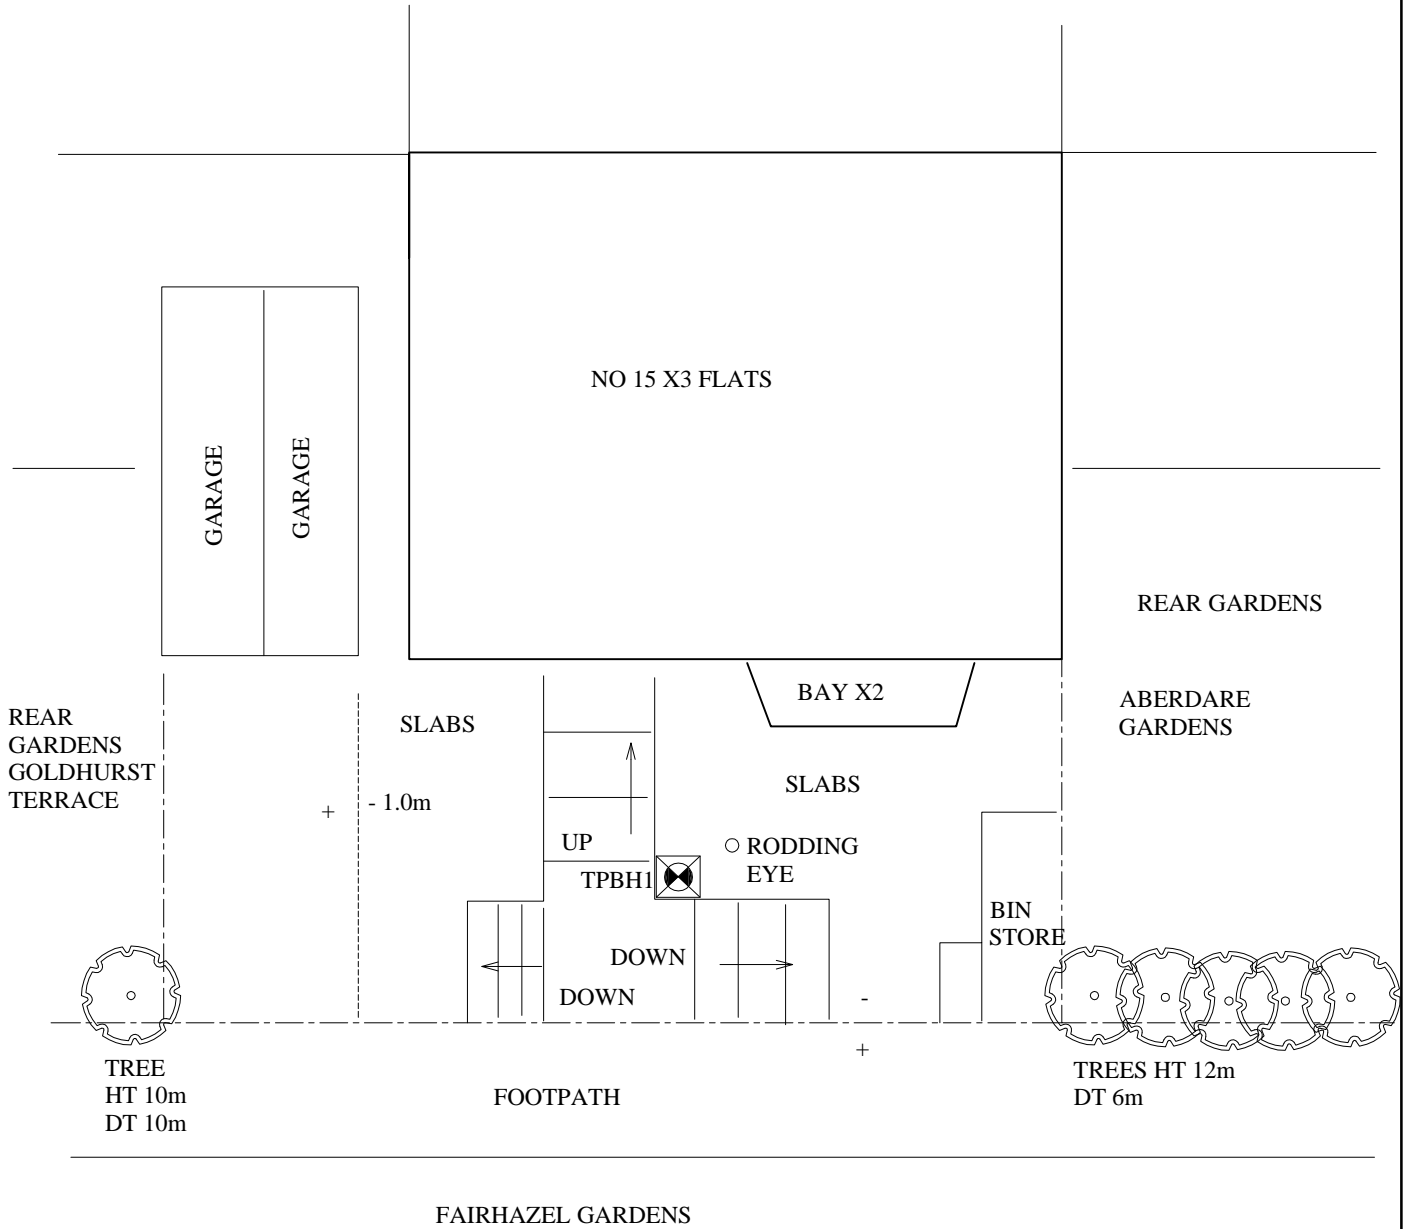 NO 15 X3 FLATS
GARAGE
GARAGE
REAR GARDENS
BAY X2
ABERDARE
GARDENS
REAR
GARDENS
GOLDHURST
TERRACE
SLABS
SLABS
+
- 1.0m
UP
RODDING
EYE
TPBH1
BIN
STORE
DOWN
DOWN
-
+
TREE
HT 10m
DT 10m
FOOTPATH
TREES HT 12m
DT 6m
FAIRHAZEL GARDENS